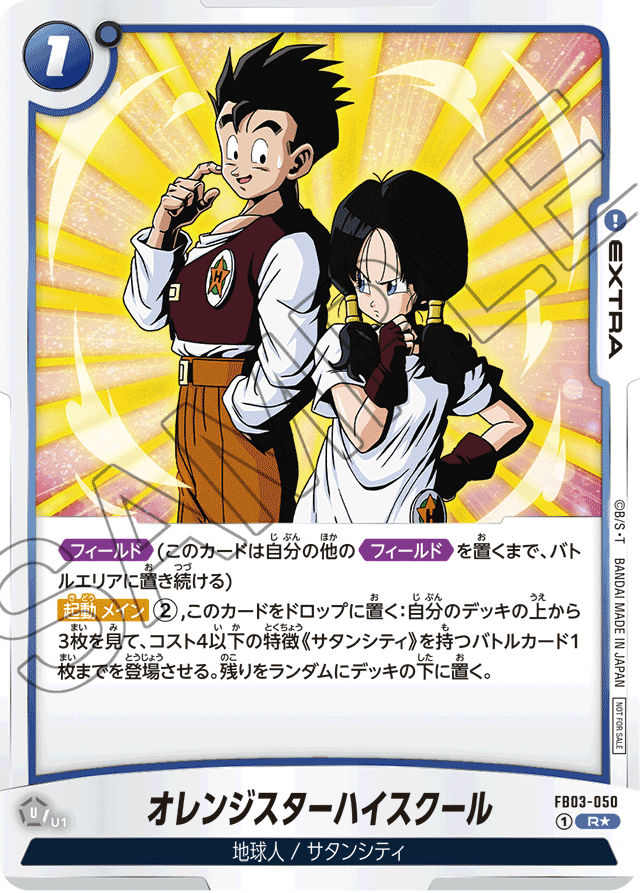 1
! EXTRA
SAMPLE
フィールド (このカードは自分の他の フィールド を置くまで、バト
ルエリアに置き続ける)
起動 メイン ②,このカードをドロップに置く:自分のデッキの上から
3枚を見て、コスト4以下の特徴《サタンシティ》を持つバトルカード1
枚までを登場させる。残りをランダムにデッキの下に置く。
©B/S・T BANDAI MADE IN JAPAN
NOT FOR SALE
U/U1
オレンジスターハイスクール
FB03-050
① R★
地球人 / サタンシティ